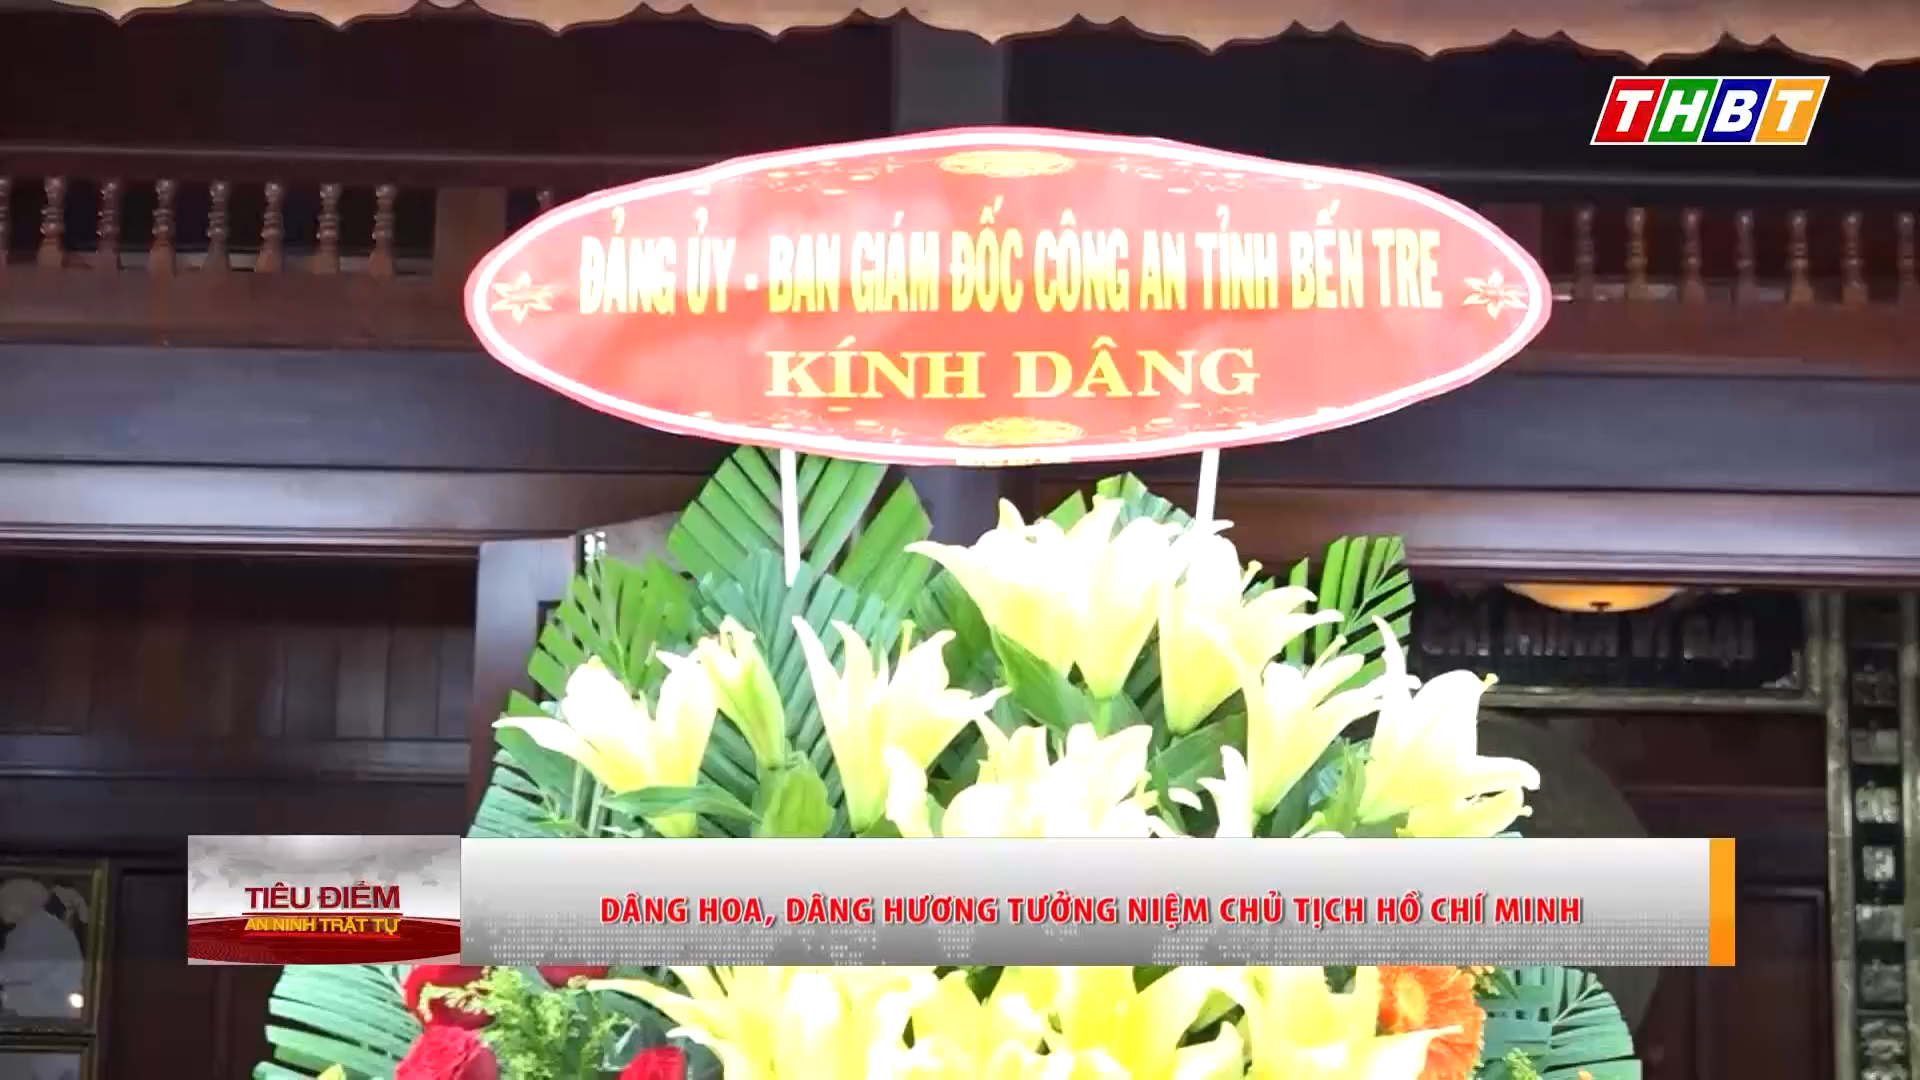 THBT
ĐẢNG ỦY - BAN GIÁM ĐỐC CÔNG AN TỈNH BẾN TRE
KÍNH DÂNG
TIÊU ĐIỂM
AN NINH TRẬT TỰ
DÂNG HOA, DÂNG HƯƠNG TƯỞNG NIỆM CHỦ TỊCH HỒ CHÍ MINH